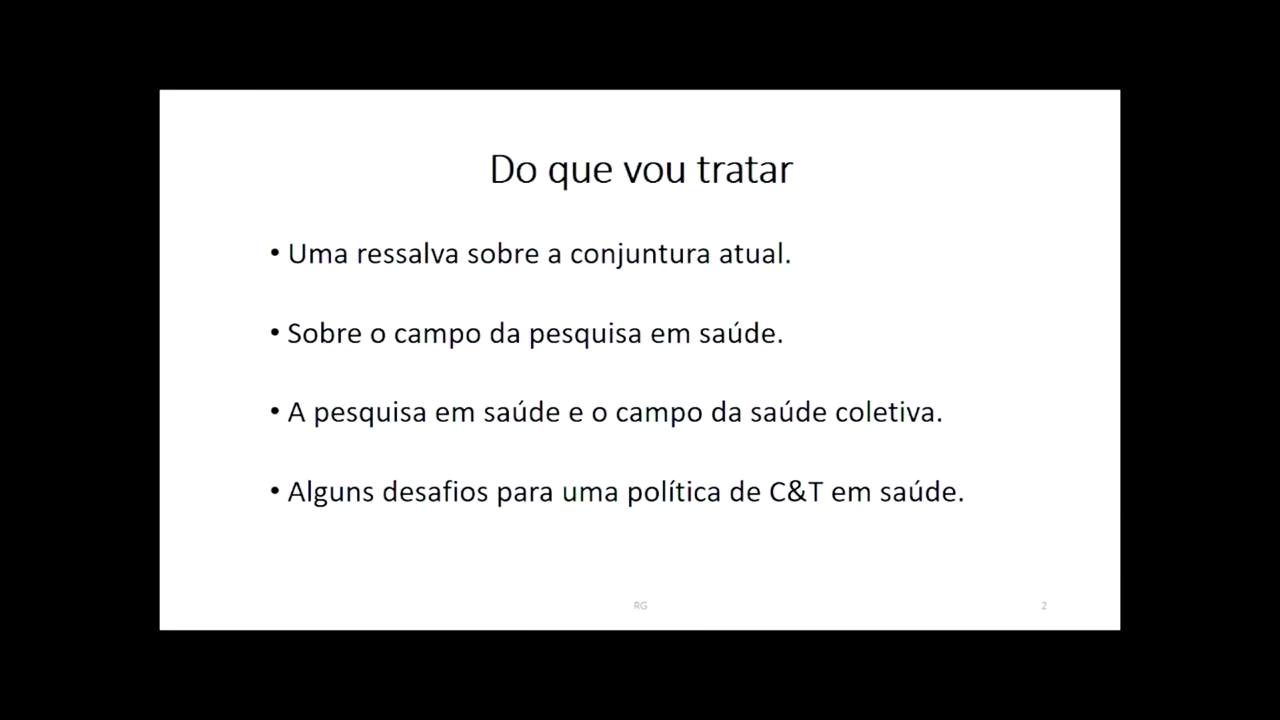 Do que vou tratar
• Uma ressalva sobre a conjuntura atual.
• Sobre o campo da pesquisa em saúde.
• A pesquisa em saúde e o campo da saúde coletiva.
• Alguns desafios para uma política de C&T em saúde.
RG
2